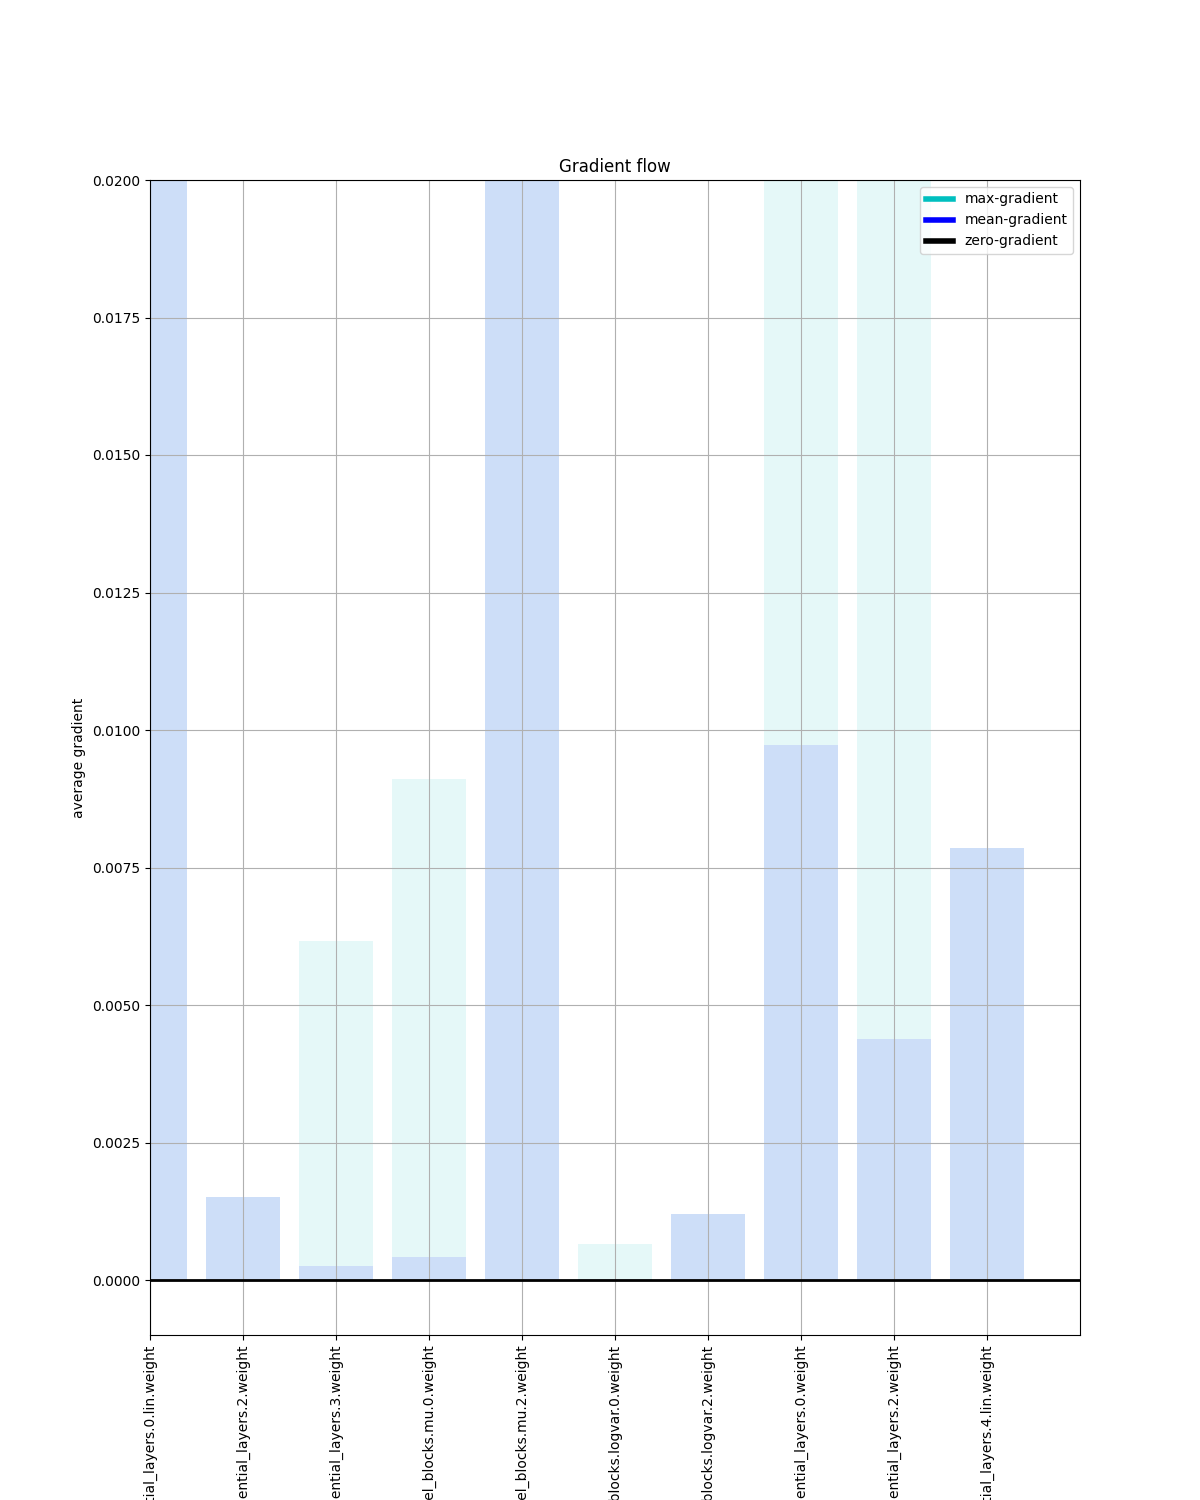 Gradient flow
max-gradient
mean-gradient
zero-gradient
average gradient
0.0200
0.0175
0.0150
0.0125
0.0100
0.0075
0.0050
0.0025
0.0000
tial_layers.0.lin.weight
ential_layers.2.weight
ential_layers.3.weight
el_blocks.mu.0.weight
el_blocks.mu.2.weight
blocks.logvar.0.weight
blocks.logvar.2.weight
ential_layers.0.weight
ential_layers.2.weight
tial_layers.4.lin.weight